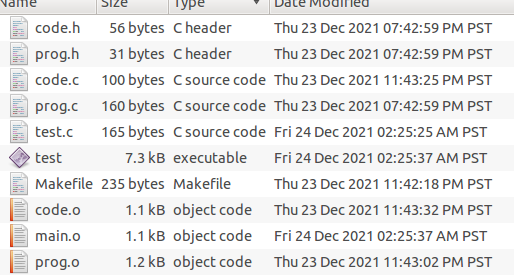 Name Size Type Date Modified
code.h 56 bytes C header Thu 23 Dec 2021 07:42:59 PM PST
prog.h 31 bytes C header Thu 23 Dec 2021 07:42:59 PM PST
code.c 100 bytes C source code Thu 23 Dec 2021 11:43:25 PM PST
prog.c 160 bytes C source code Thu 23 Dec 2021 07:42:59 PM PST
test.c 165 bytes C source code Fri 24 Dec 2021 02:25:25 AM PST
test 7.3 kB executable Fri 24 Dec 2021 02:25:37 AM PST
Makefile 235 bytes Makefile Thu 23 Dec 2021 11:42:18 PM PST
code.o 1.1 kB object code Thu 23 Dec 2021 11:43:32 PM PST
main.o 1.1 kB object code Fri 24 Dec 2021 02:25:37 AM PST
prog.o 1.2 kB object code Thu 23 Dec 2021 11:43:02 PM PST